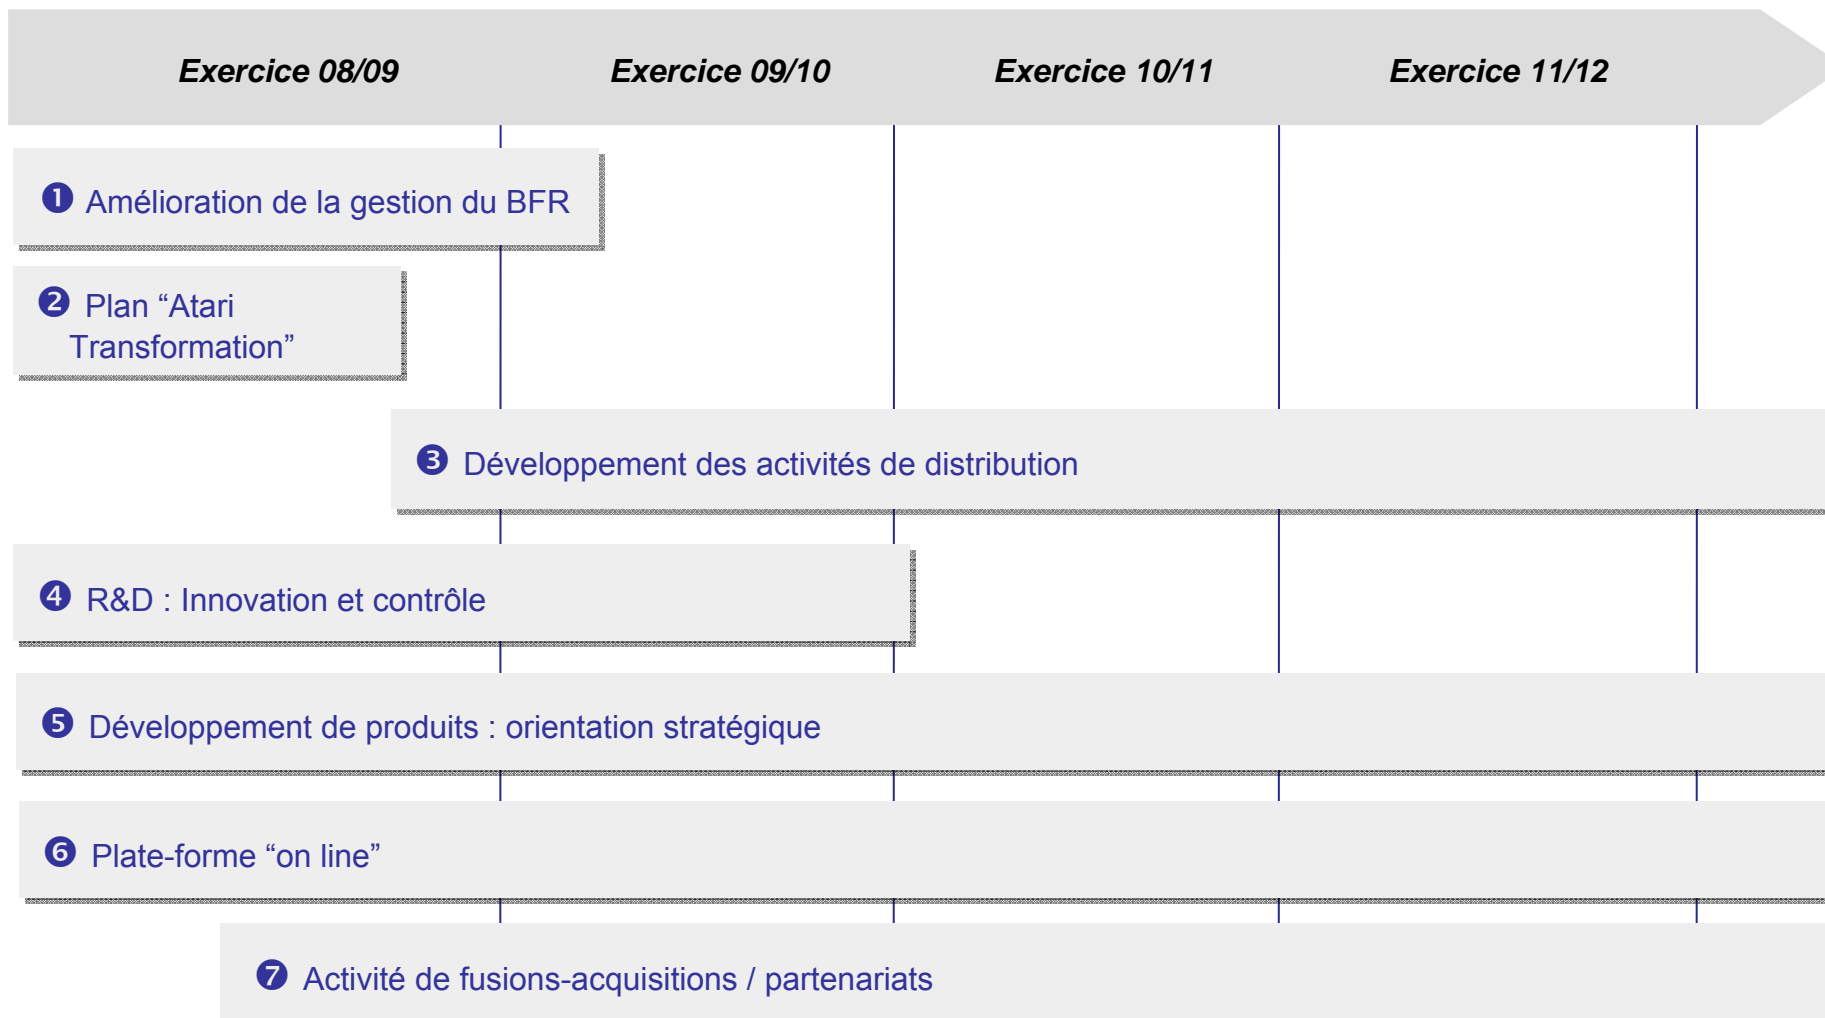 Exercice 08/09 Exercice 09/10 Exercice 10/11 Exercice 11/12
❶ Amélioration de la gestion du BFR
❷ Plan “Atari
Transformation”
❸ Développement des activités de distribution
❹ R&D : Innovation et contrôle
❺ Développement de produits : orientation stratégique
❻ Plate-forme “on line”
❼ Activité de fusions-acquisitions / partenariats